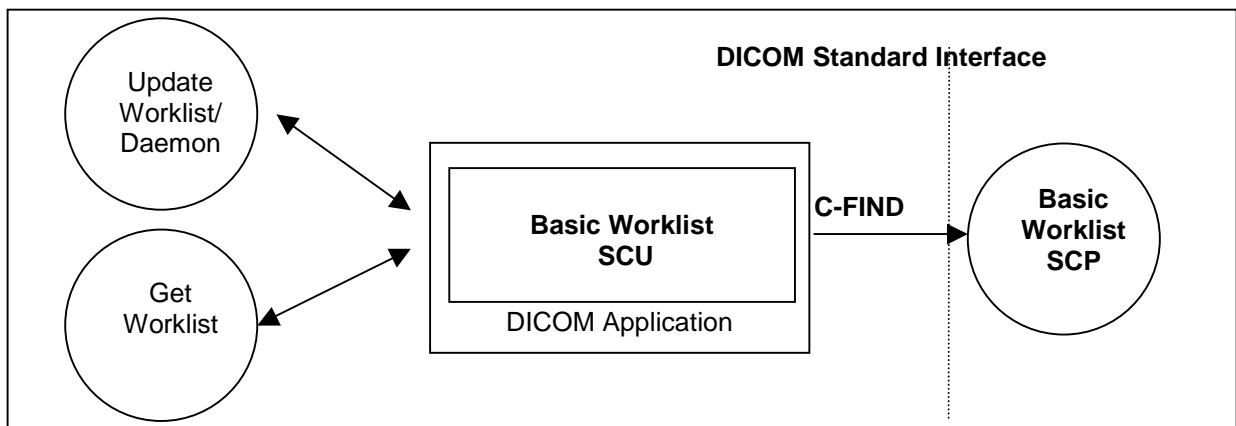 DICOM Standard Interface
Update
Worklist/
Daemon
Basic Worklist
SCU
DICOM Application
C-FIND
Basic
Worklist
SCP
Get
Worklist